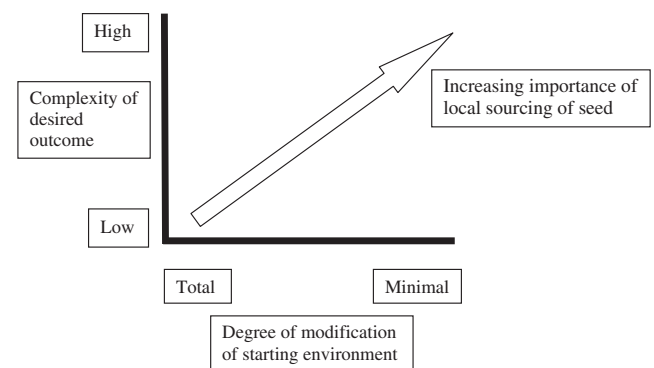 High
Complexity of
desired
outcome
Increasing importance of
local sourcing of seed
Low
Total
Minimal
Degree of modification
of starting environment